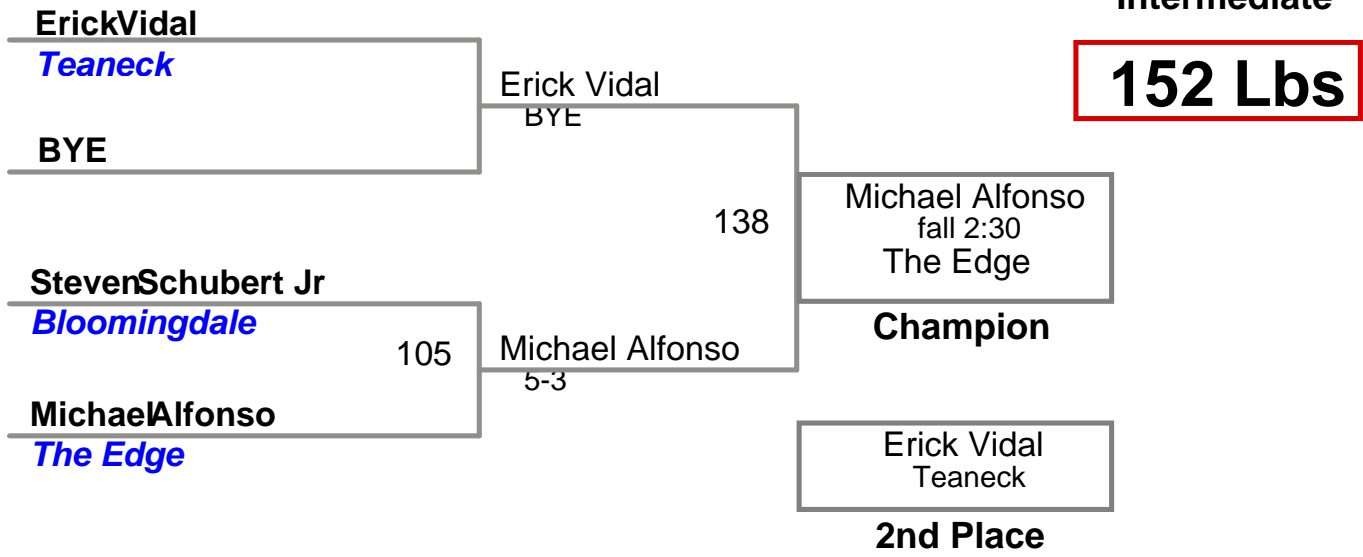 Intermediate
152 Lbs
ErickVidal
Teaneck
Erick Vidal
BYE
BYE
138
Michael Alfonso
fall 2:30
The Edge
Champion
StevenSchubert Jr
Bloomingdale
105
Michael Alfonso
5-3
MichaelAlfonso
The Edge
Erick Vidal
Teaneck
2nd Place